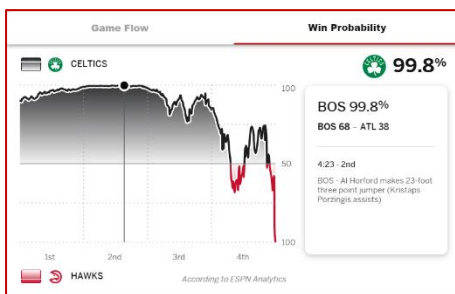 Game Flow
Win Probability
CELTICS
99.8%
100
50
100
1st
2nd
3rd
4th
HAWKS
According to ESPN Analytics
BOS 99.8%
BOS 68 - ATL 38
4:23 - 2nd
BOS - Al Horford makes 23-foot
three point jumper (Kristaps
Porzingis assists)